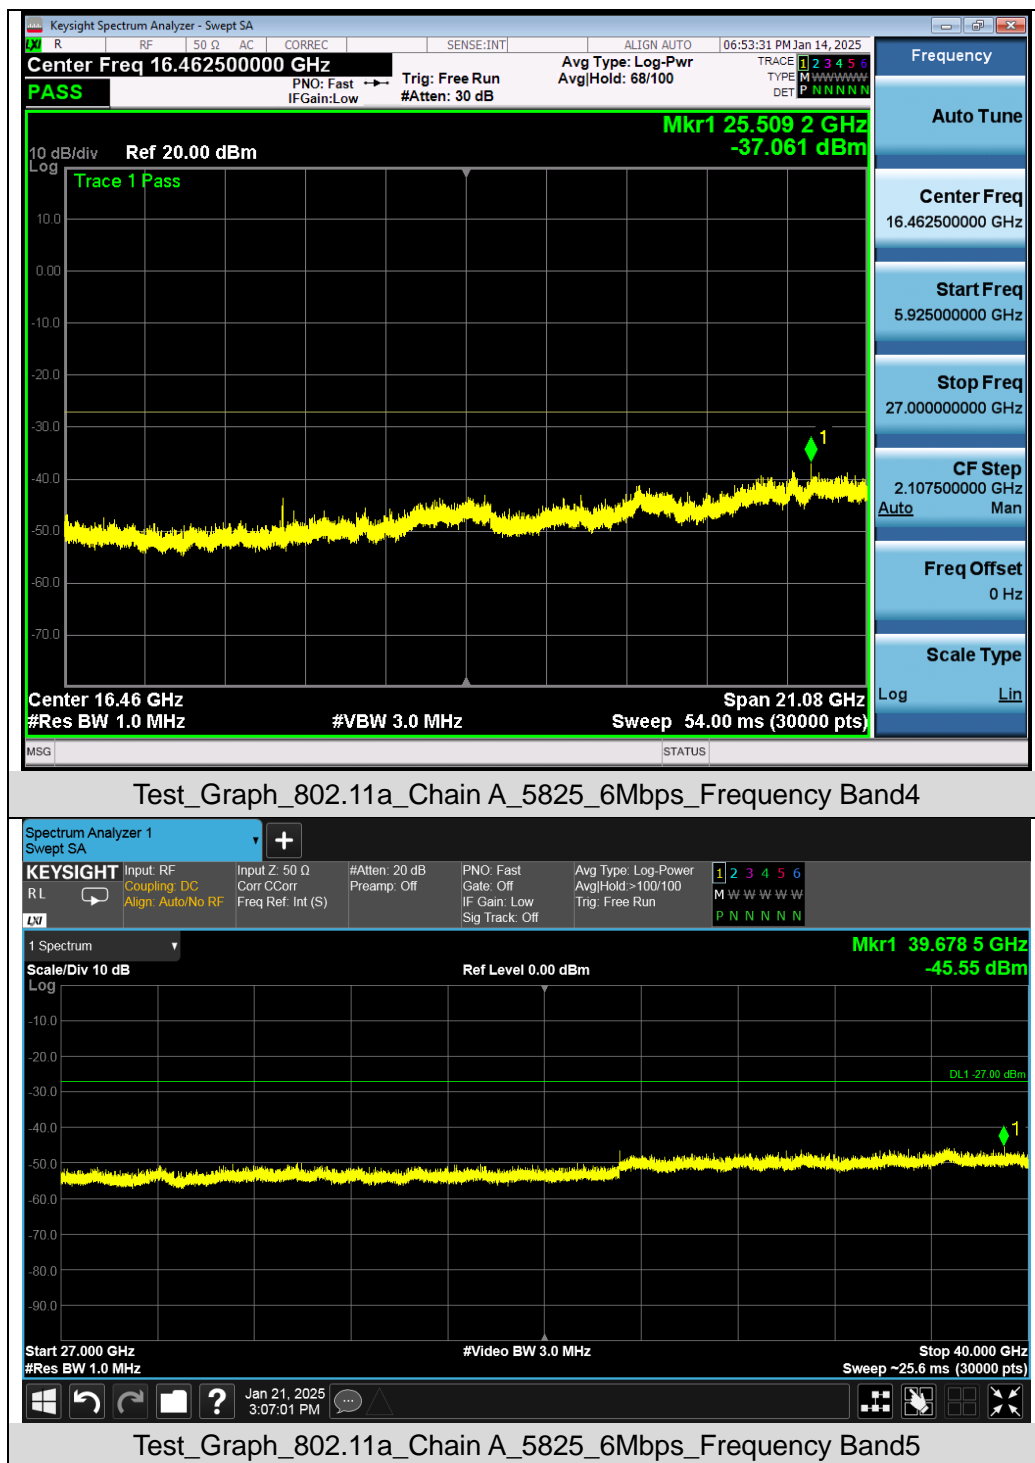 Keysight Spectrum Analyzer - Swept SA
LXI R RF 50 Ω AC CORREC SENSE:INT ALIGN AUTO 06:53:31 PM Jan 14, 2025
Center Freq 16.462500000 GHz
PNO: Fast
IFGain:Low
Trig: Free Run
#Atten: 30 dB
Avg Type: Log-Pwr
Avg|Hold: 68/100
TRACE 1 2 3 4 5 6
TYPE M WWWWW
DET P N N N N N
PASS
Mkr1 25.509 2 GHz
-37.061 dBm
10 dB/div Ref 20.00 dBm
Log
Trace 1 Pass
10.0
0.00
-10.0
-20.0
-30.0
-40.0
-50.0
-60.0
-70.0
1
Center 16.46 GHz Span 21.08 GHz
#Res BW 1.0 MHz #VBW 3.0 MHz Sweep 54.00 ms (30000 pts)
MSG STATUS
Frequency
Auto Tune
Center Freq
16.462500000 GHz
Start Freq
5.925000000 GHz
Stop Freq
27.000000000 GHz
CF Step
2.107500000 GHz
Auto Man
Freq Offset
0 Hz
Scale Type
Log Lin
Test_Graph_802.11a_Chain A_5825_6Mbps_Frequency Band4
Spectrum Analyzer 1
Swept SA
KEYSIGHT
RL
LXI
Input: RF
Coupling: DC
Align: Auto/No RF
Input Z: 50 Ω
Corr CCorr
Freq Ref: Int (S)
#Atten: 20 dB
Preamp: Off
PNO: Fast
Gate: Off
IF Gain: Low
Sig Track: Off
Avg Type: Log-Power
Avg|Hold:>100/100
Trig: Free Run
1 2 3 4 5 6
M W W W W W
P N N N N N
1 Spectrum
Mkr1 39.678 5 GHz
Scale/Div 10 dB Ref Level 0.00 dBm -45.55 dBm
Log
-10.0
-20.0
DL1 -27.00 dBm
-30.0
-40.0
1
-50.0
-60.0
-70.0
-80.0
-90.0
Start 27.000 GHz #Video BW 3.0 MHz Stop 40.000 GHz
#Res BW 1.0 MHz Sweep ~25.6 ms (30000 pts)
?
Jan 21, 2025
3:07:01 PM
Test_Graph_802.11a_Chain A_5825_6Mbps_Frequency Band5